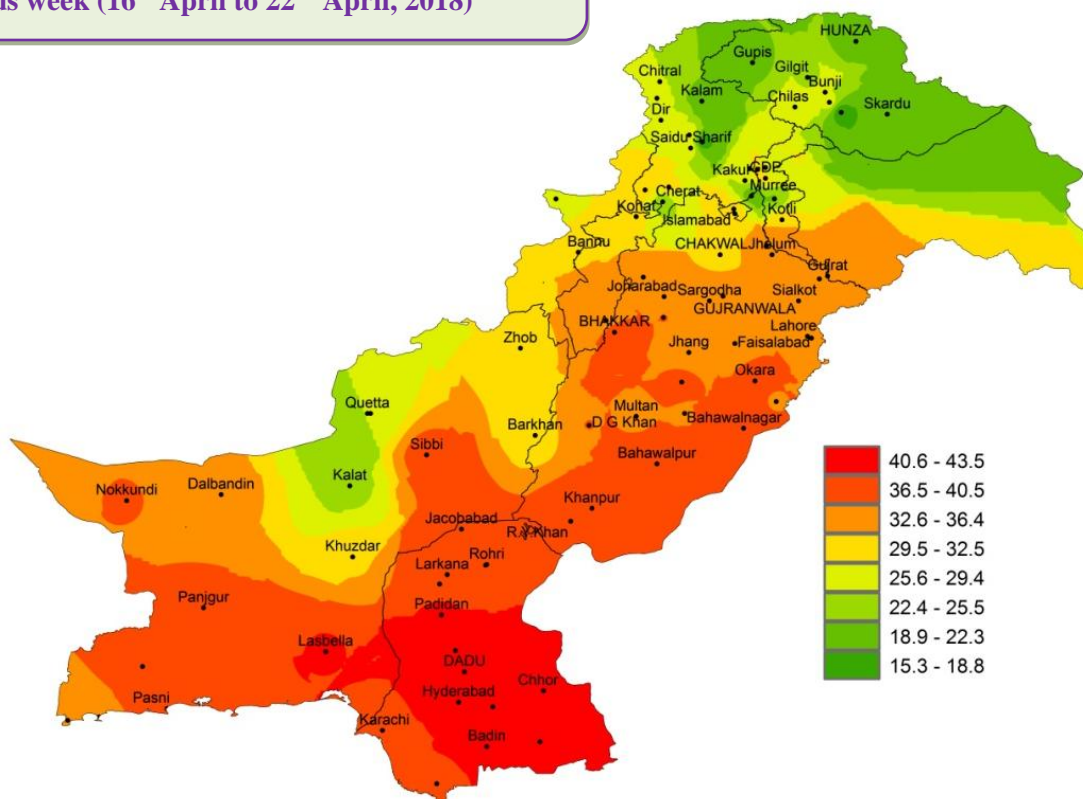 us week (16 April to 22 April, 2018)
HUNZA
Gupis
Gilgit
Chitral
Bunji
Kalam
Chilas
Skardu
Dir
Saidu Sharif
Kakul
Murree
Cherat
Kohat
Kotli
Islamabad
Bannu
CHAKWAL
Jhelum
Gujrat
Joharabad
Sargodha
Sialkot
GUJRANWALA
BHAKKAR
Lahore
Zhob
Jhang
Faisalabad
Okara
Quetta
Multan
Bahawalnagar
Barkhan
D G Khan
Sibbi
Bahawalpur
Kalat
Nokkundi
Dalbandin
Khanpur
Jacobabad
R.Y.Khan
Khuzdar
Rohri
Larkana
Panjgur
Padidan
Lasbella
DADU
Chhor
Hyderabad
Pasni
Karachi
Badin
40.6 - 43.5
36.5 - 40.5
32.6 - 36.4
29.5 - 32.5
25.6 - 29.4
22.4 - 25.5
18.9 - 22.3
15.3 - 18.8